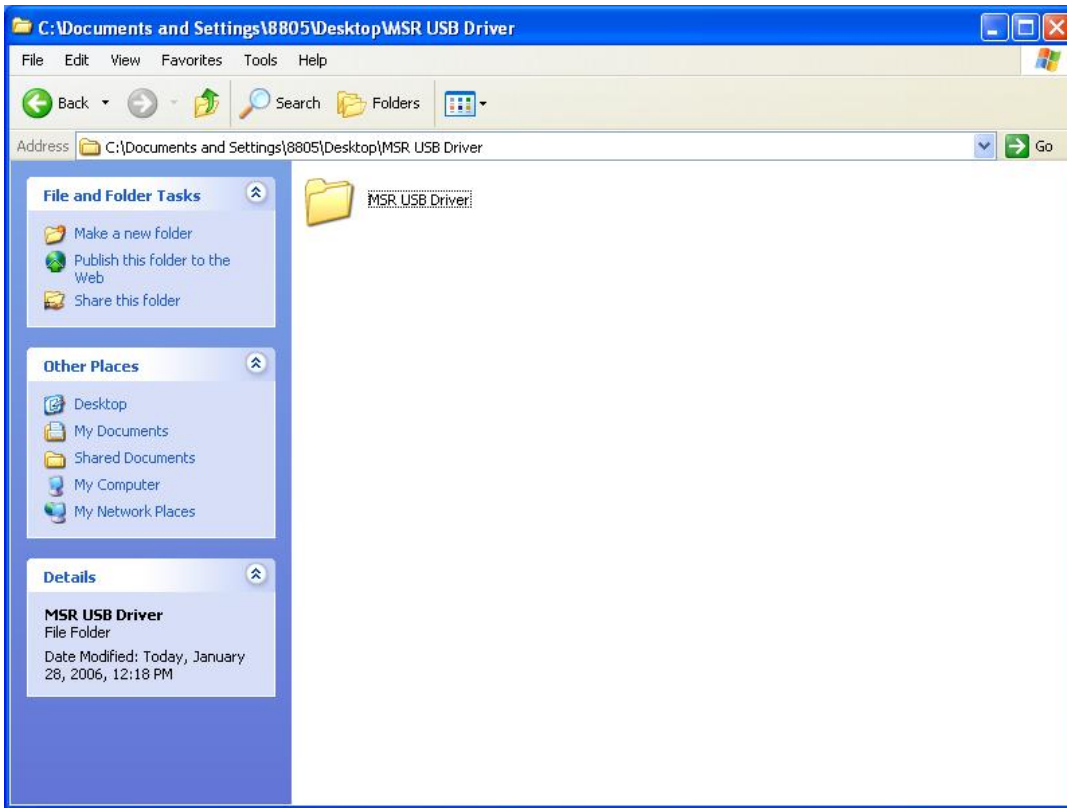 C:\Documents and Settings\8805\Desktop\MSR USB Driver
File Edit View Favorites Tools Help
Back Search Folders
Address C:\Documents and Settings\8805\Desktop\MSR USB Driver Go
File and Folder Tasks
Make a new folder
Publish this folder to the
Web
Share this folder
Other Places
Desktop
My Documents
Shared Documents
My Computer
My Network Places
Details
MSR USB Driver
File Folder
Date Modified: Today, January
28, 2006, 12:18 PM
MSR USB Driver